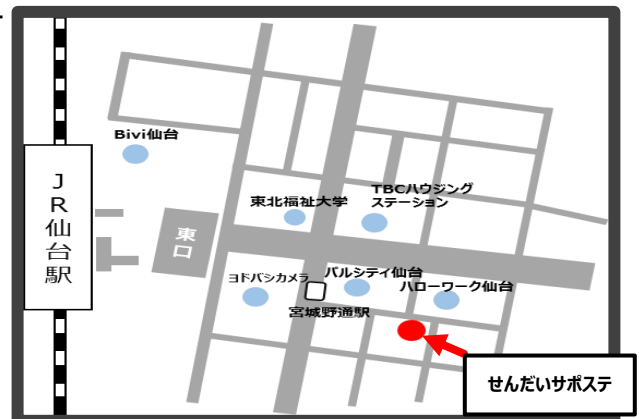 Bivi仙台
JR仙台駅
東口
東北福祉大学
TBCハウジング
ステーション
ヨドバシカメラ
パルシティ仙台
ハローワーク仙台
宮城野通駅
せんだいサポステ